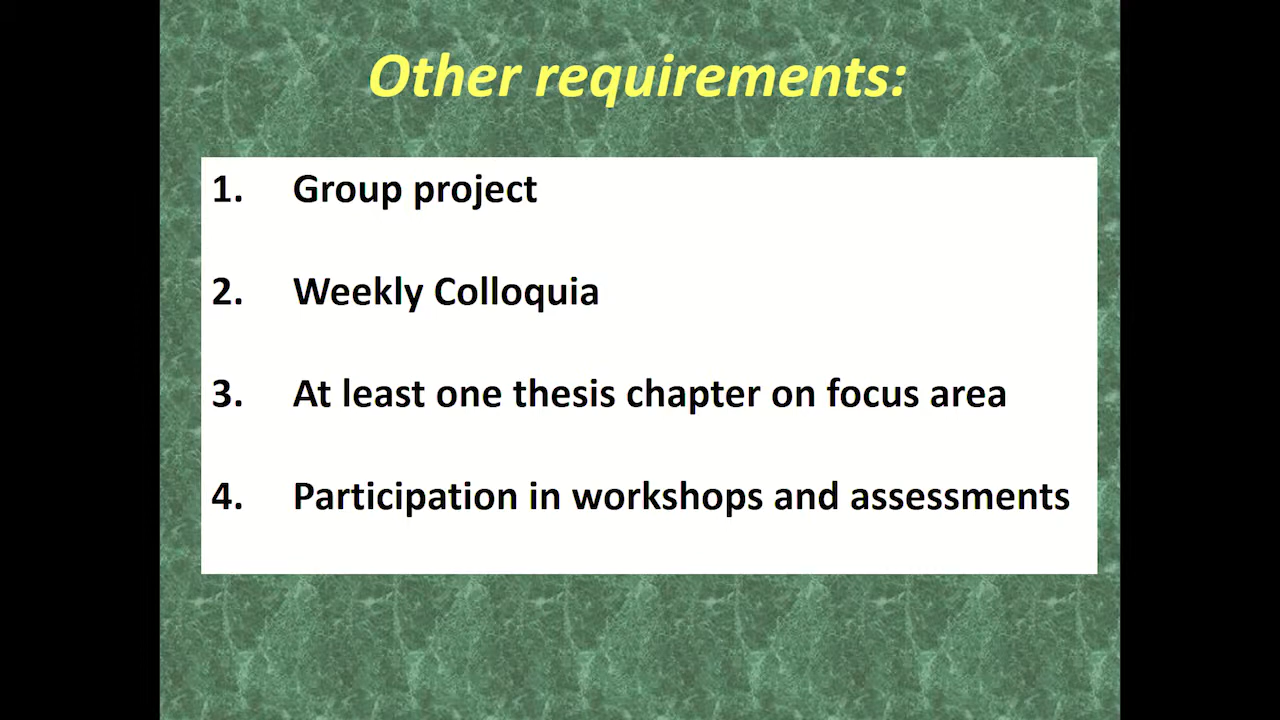 Other requirements:
1. Group project
2. Weekly Colloquia
3. At least one thesis chapter on focus area
4. Participation in workshops and assessments